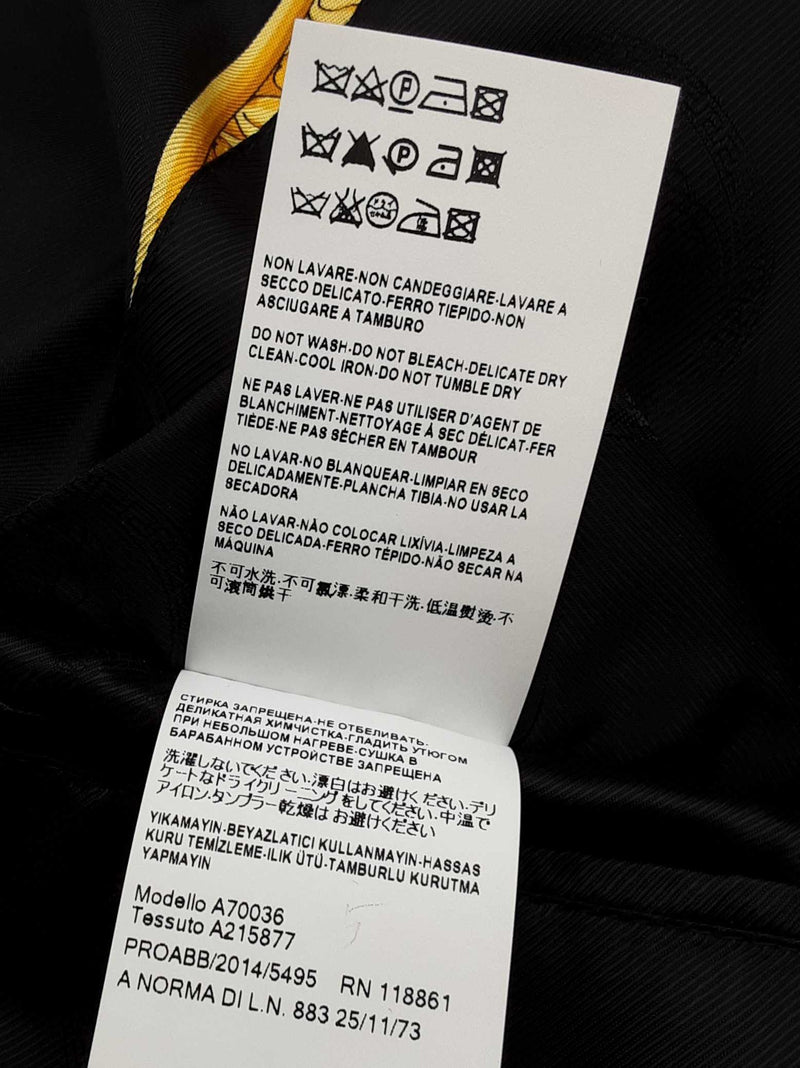 NON LAVARE-NON CANDEGGIARE-LAVARE A
SECCO DELICATO-FERRO TIEPIDO-NON
ASCIUGARE A TAMBURO
DO NOT WASH-DO NOT BLEACH-DELICATE DRY
CLEAN-COOL IRON-DO NOT TUMBLE DRY
NE PAS LAVER-NE PAS UTILISER D'AGENT DE
BLANCHIMENT-NETTOYAGE À SEC DÉLICAT-FER
TIÈDE-NE PAS SÉCHER EN TAMBOUR
NO LAVAR-NO BLANQUEAR-LIMPIAR EN SECO
DELICADAMENTE-PLANCHA TIBIA-NO USAR LA
SECADORA
NÃO LAVAR-NÃO COLOCAR LIXÍVIA-LIMPEZA A
SECO DELICADA-FERRO TÉPIDO-NÃO SECAR NA
MÁQUINA
不可水洗-不可氯漂-柔和干洗-低温熨烫-不
可滚筒烘干
СТИРКА ЗАПРЕЩЕНА-НЕ ОТБЕЛИВАТЬ-
ДЕЛИКАТНАЯ ХИМЧИСТКА-ГЛАДИТЬ УТЮГОМ
ПРИ НЕБОЛЬШОМ НАГРЕВЕ-СУШКА В
БАРАБАННОМ УСТРОЙСТВЕ ЗАПРЕЩЕНА
洗濯しないでください-漂白はお避けください-デリ
ケートなドライクリーニングをしてください-中温で
アイロン-タンブラー乾燥はお避けください
YIKAMAYIN-BEYAZLATICI KULLANMAYIN-HASSAS
KURU TEMİZLEME-ILIK ÜTÜ-TAMBURLU KURUTMA
YAPMAYIN
Modello A70036
Tessuto A215877
PROABB/2014/5495 RN 118861
A NORMA DI L.N. 883 25/11/73